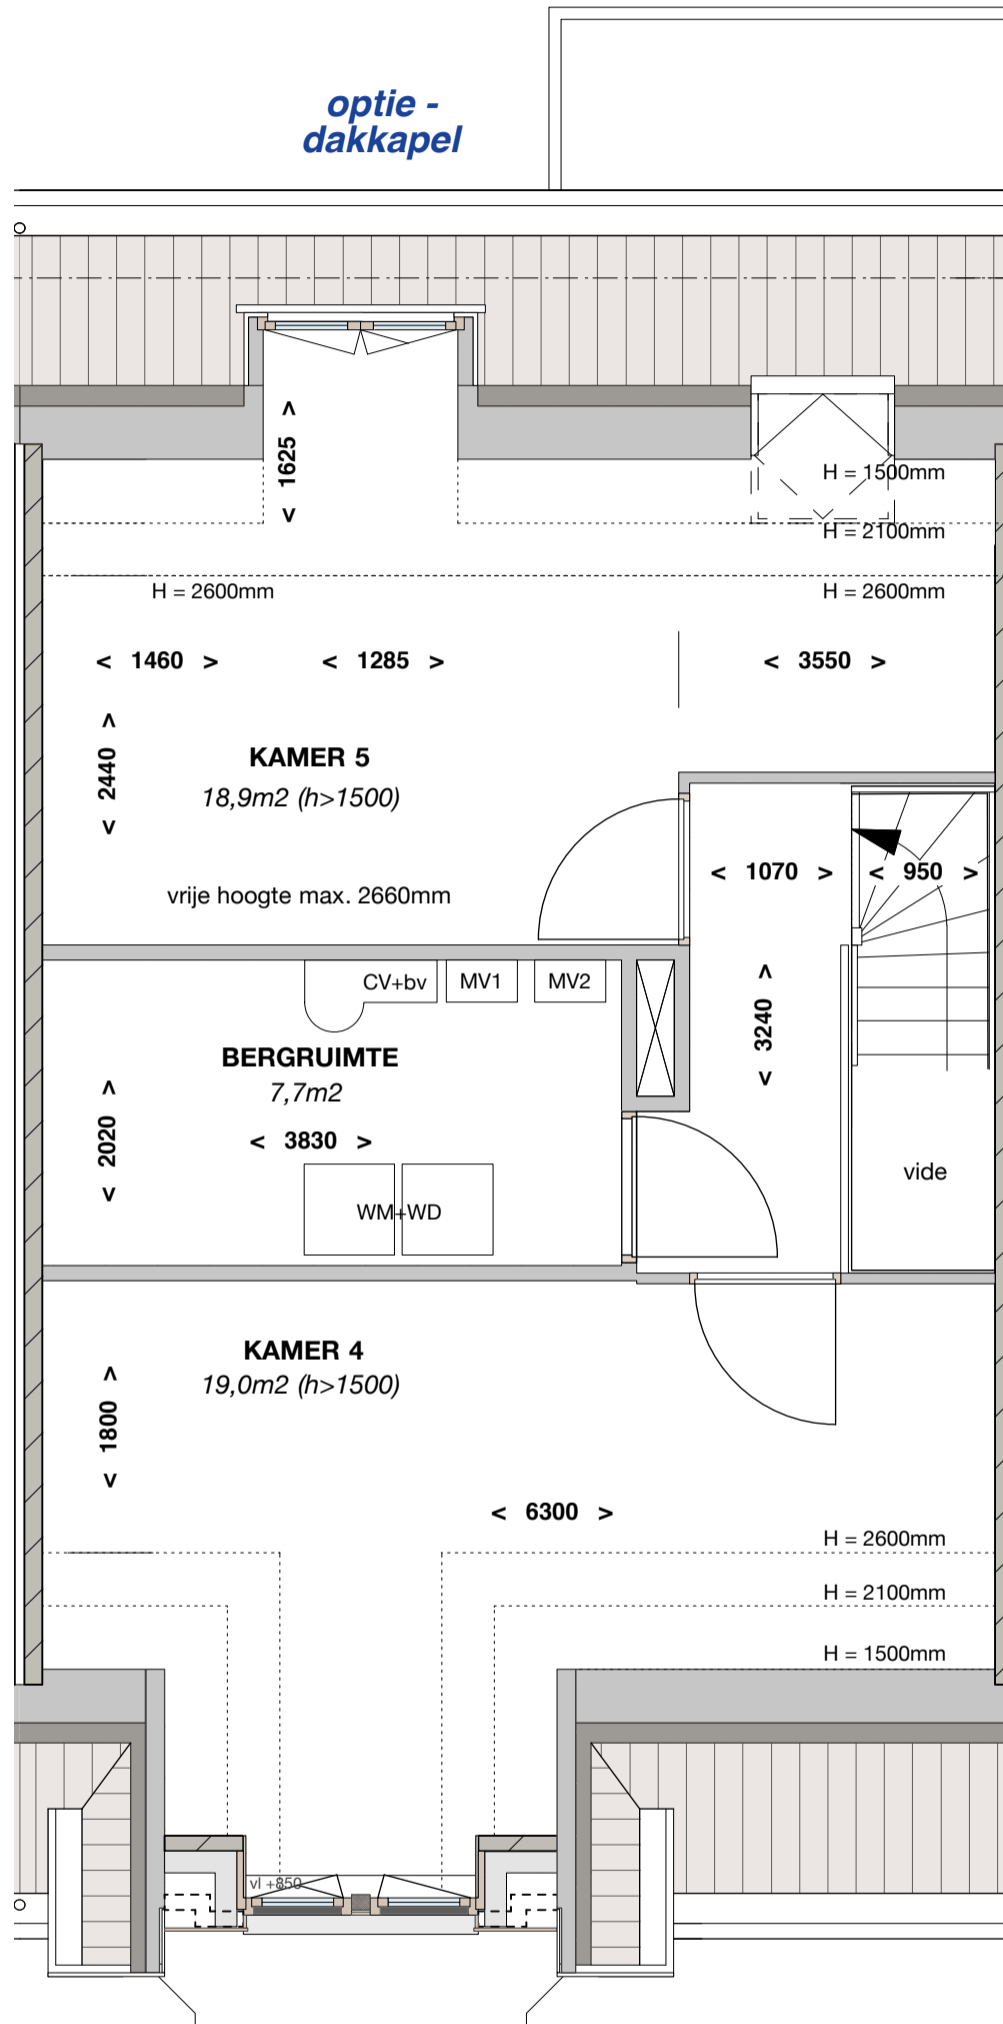 optie -
dakkapel
< 1625 >
H = 1500mm
H = 2100mm
H = 2600mm
H = 2600mm
< 1460 >
< 1285 >
< 3550 >
< 2440 >
KAMER 5
18,9m2 (h>1500)
< 1070 >
< 950 >
vrije hoogte max. 2660mm
CV+bv
MV1
MV2
< 3240 >
BERGRUIMTE
7,7m2
< 2020 >
< 3830 >
vide
WM+WD
KAMER 4
19,0m2 (h>1500)
< 1800 >
< 6300 >
H = 2600mm
H = 2100mm
H = 1500mm
vl +850